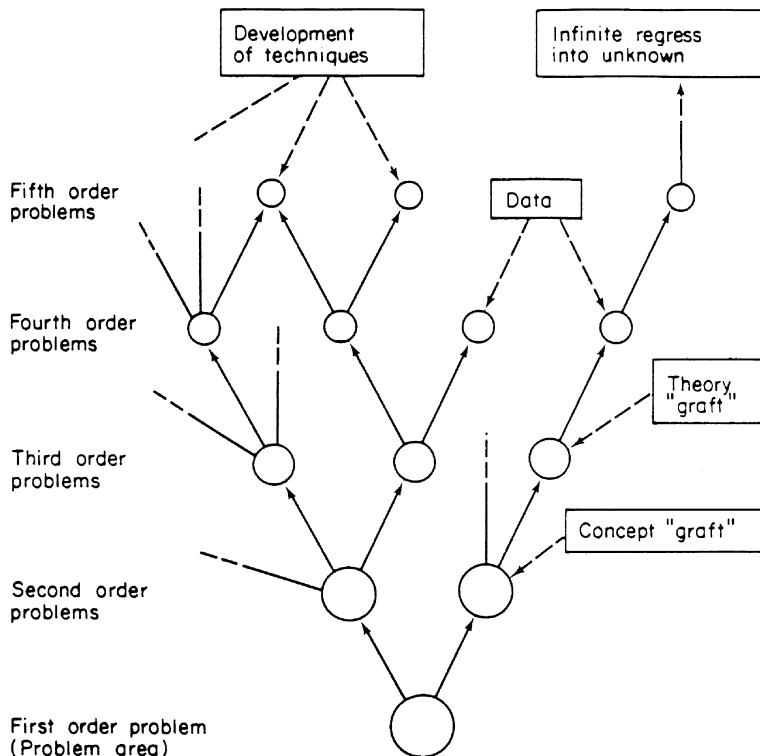 Development
of techniques
Infinite regress
into unknown
Fifth order
problems
Data
Fourth order
problems
Theory
"graft"
Third order
problems
Concept "graft"
Second order
problems
First order problem
(Problem area)